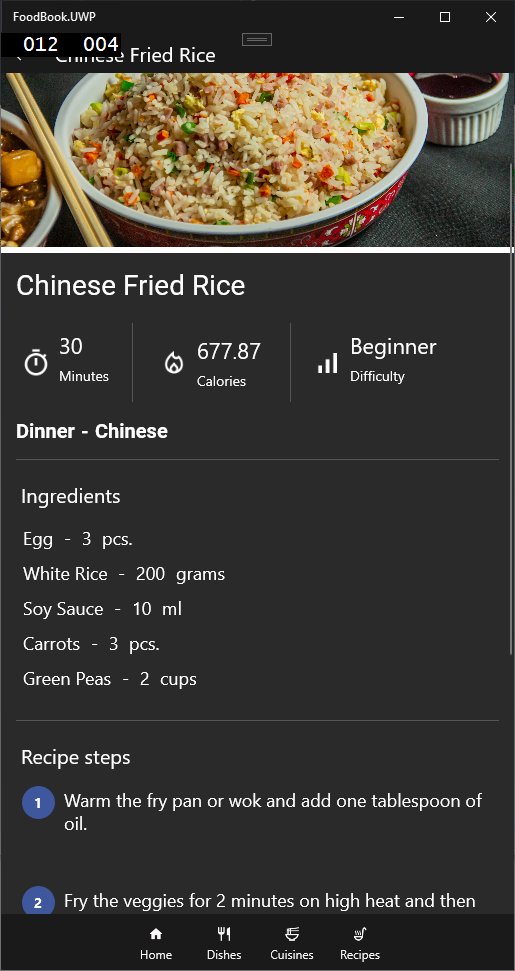 FoodBook.UWP
012 004
Chinese Fried Rice
Chinese Fried Rice
30
Minutes
677.87
Calories
Beginner
Difficulty
Dinner - Chinese
Ingredients
Egg - 3 pcs.
White Rice - 200 grams
Soy Sauce - 10 ml
Carrots - 3 pcs.
Green Peas - 2 cups
Recipe steps
1 Warm the fry pan or wok and add one tablespoon of
oil.
2 Fry the veggies for 2 minutes on high heat and then
Home Dishes Cuisines Recipes